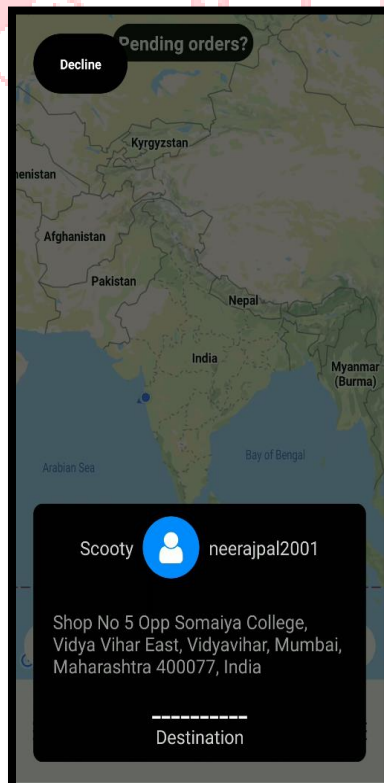 Pending orders?
Decline
Kyrgyzstan
nenistan
Afghanistan
Pakistan
Nepal
India
Myanmar
(Burma)
Arabian Sea
Bay of Bengal
Scooty
neerajpal2001
Shop No 5 Opp Somaiya College,
Vidya Vihar East, Vidyavihar, Mumbai,
Maharashtra 400077, India
Destination